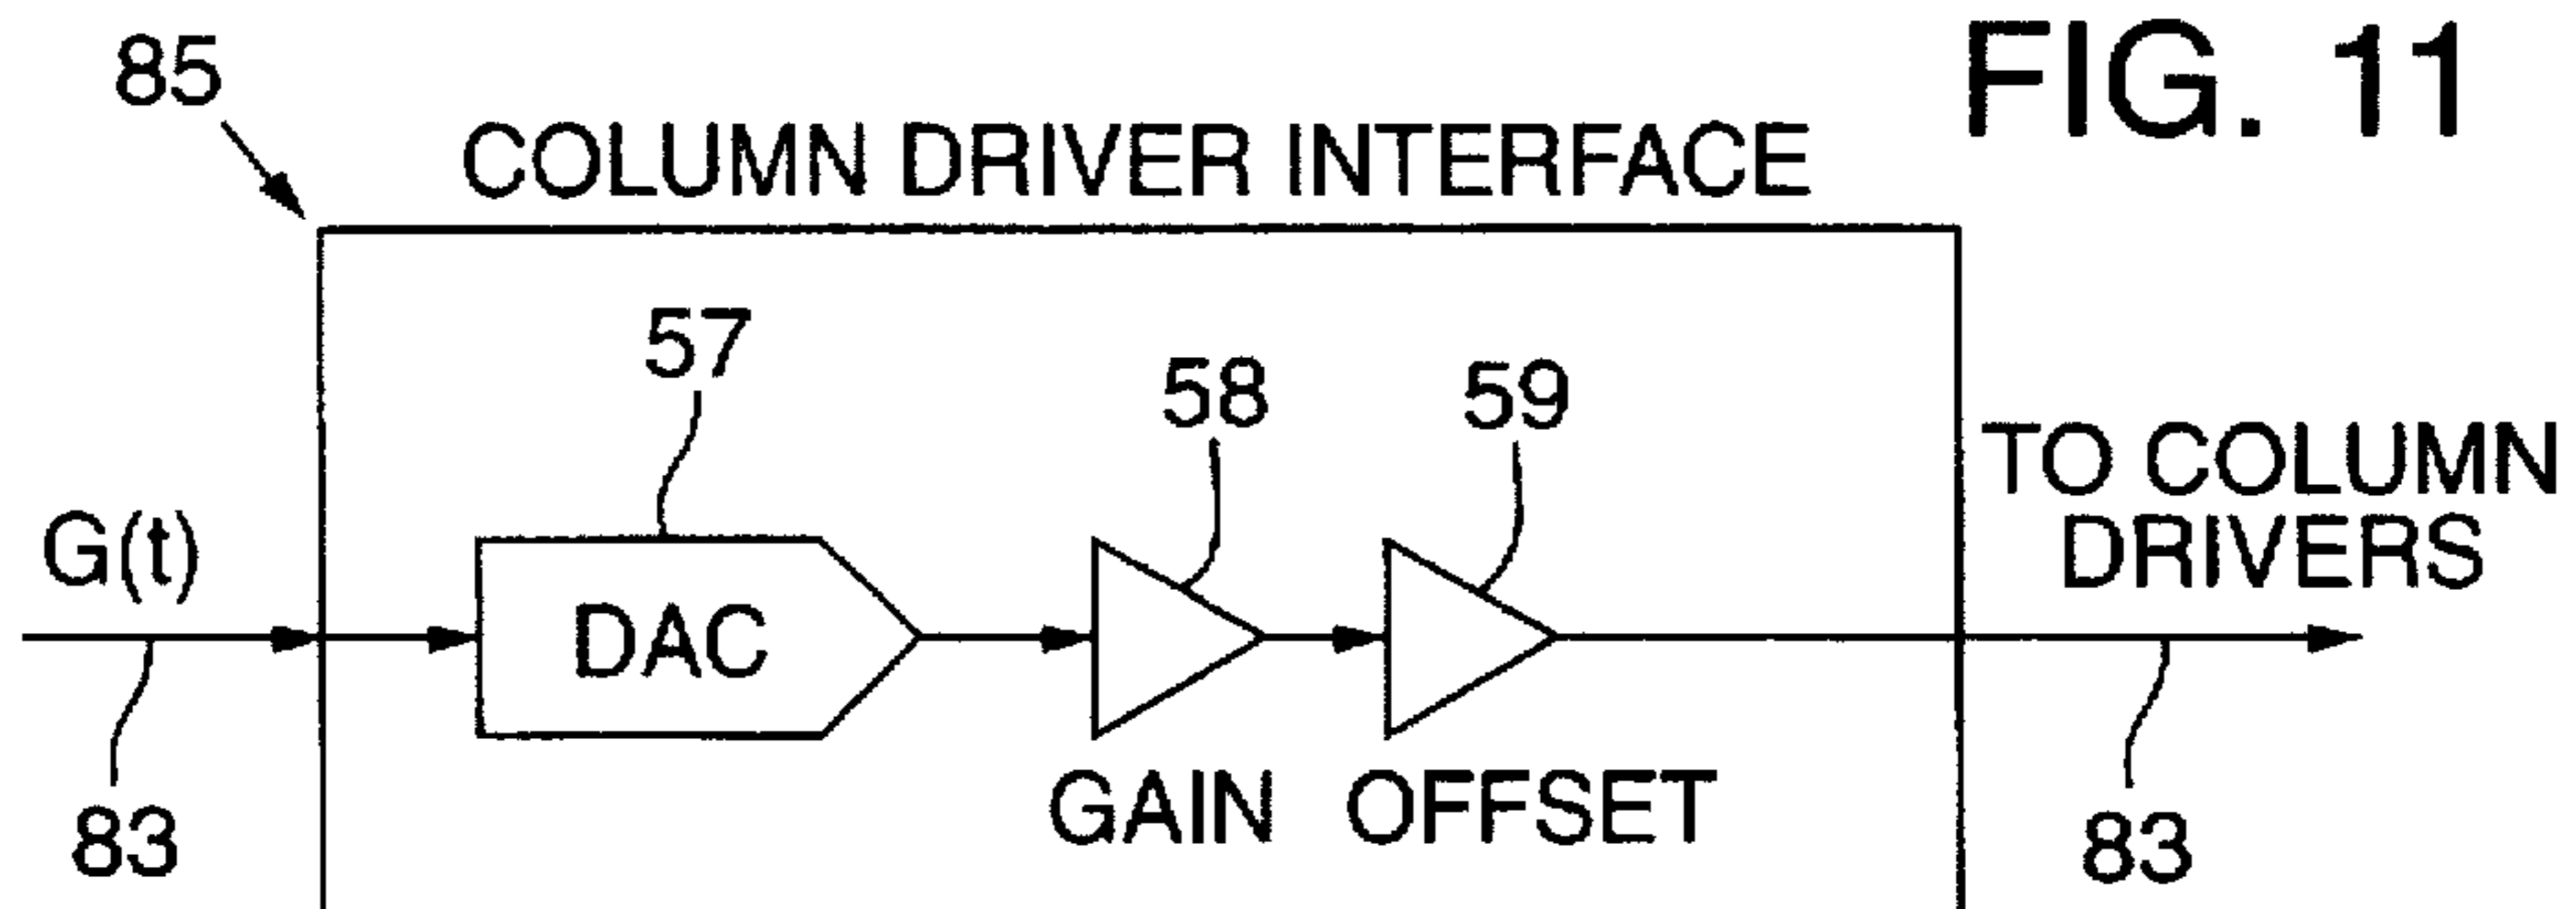 FIG. 11
85
COLUMN DRIVER INTERFACE
57
58
59
TO COLUMN
DRIVERS
G(t)
DAC
GAIN
OFFSET
83
83